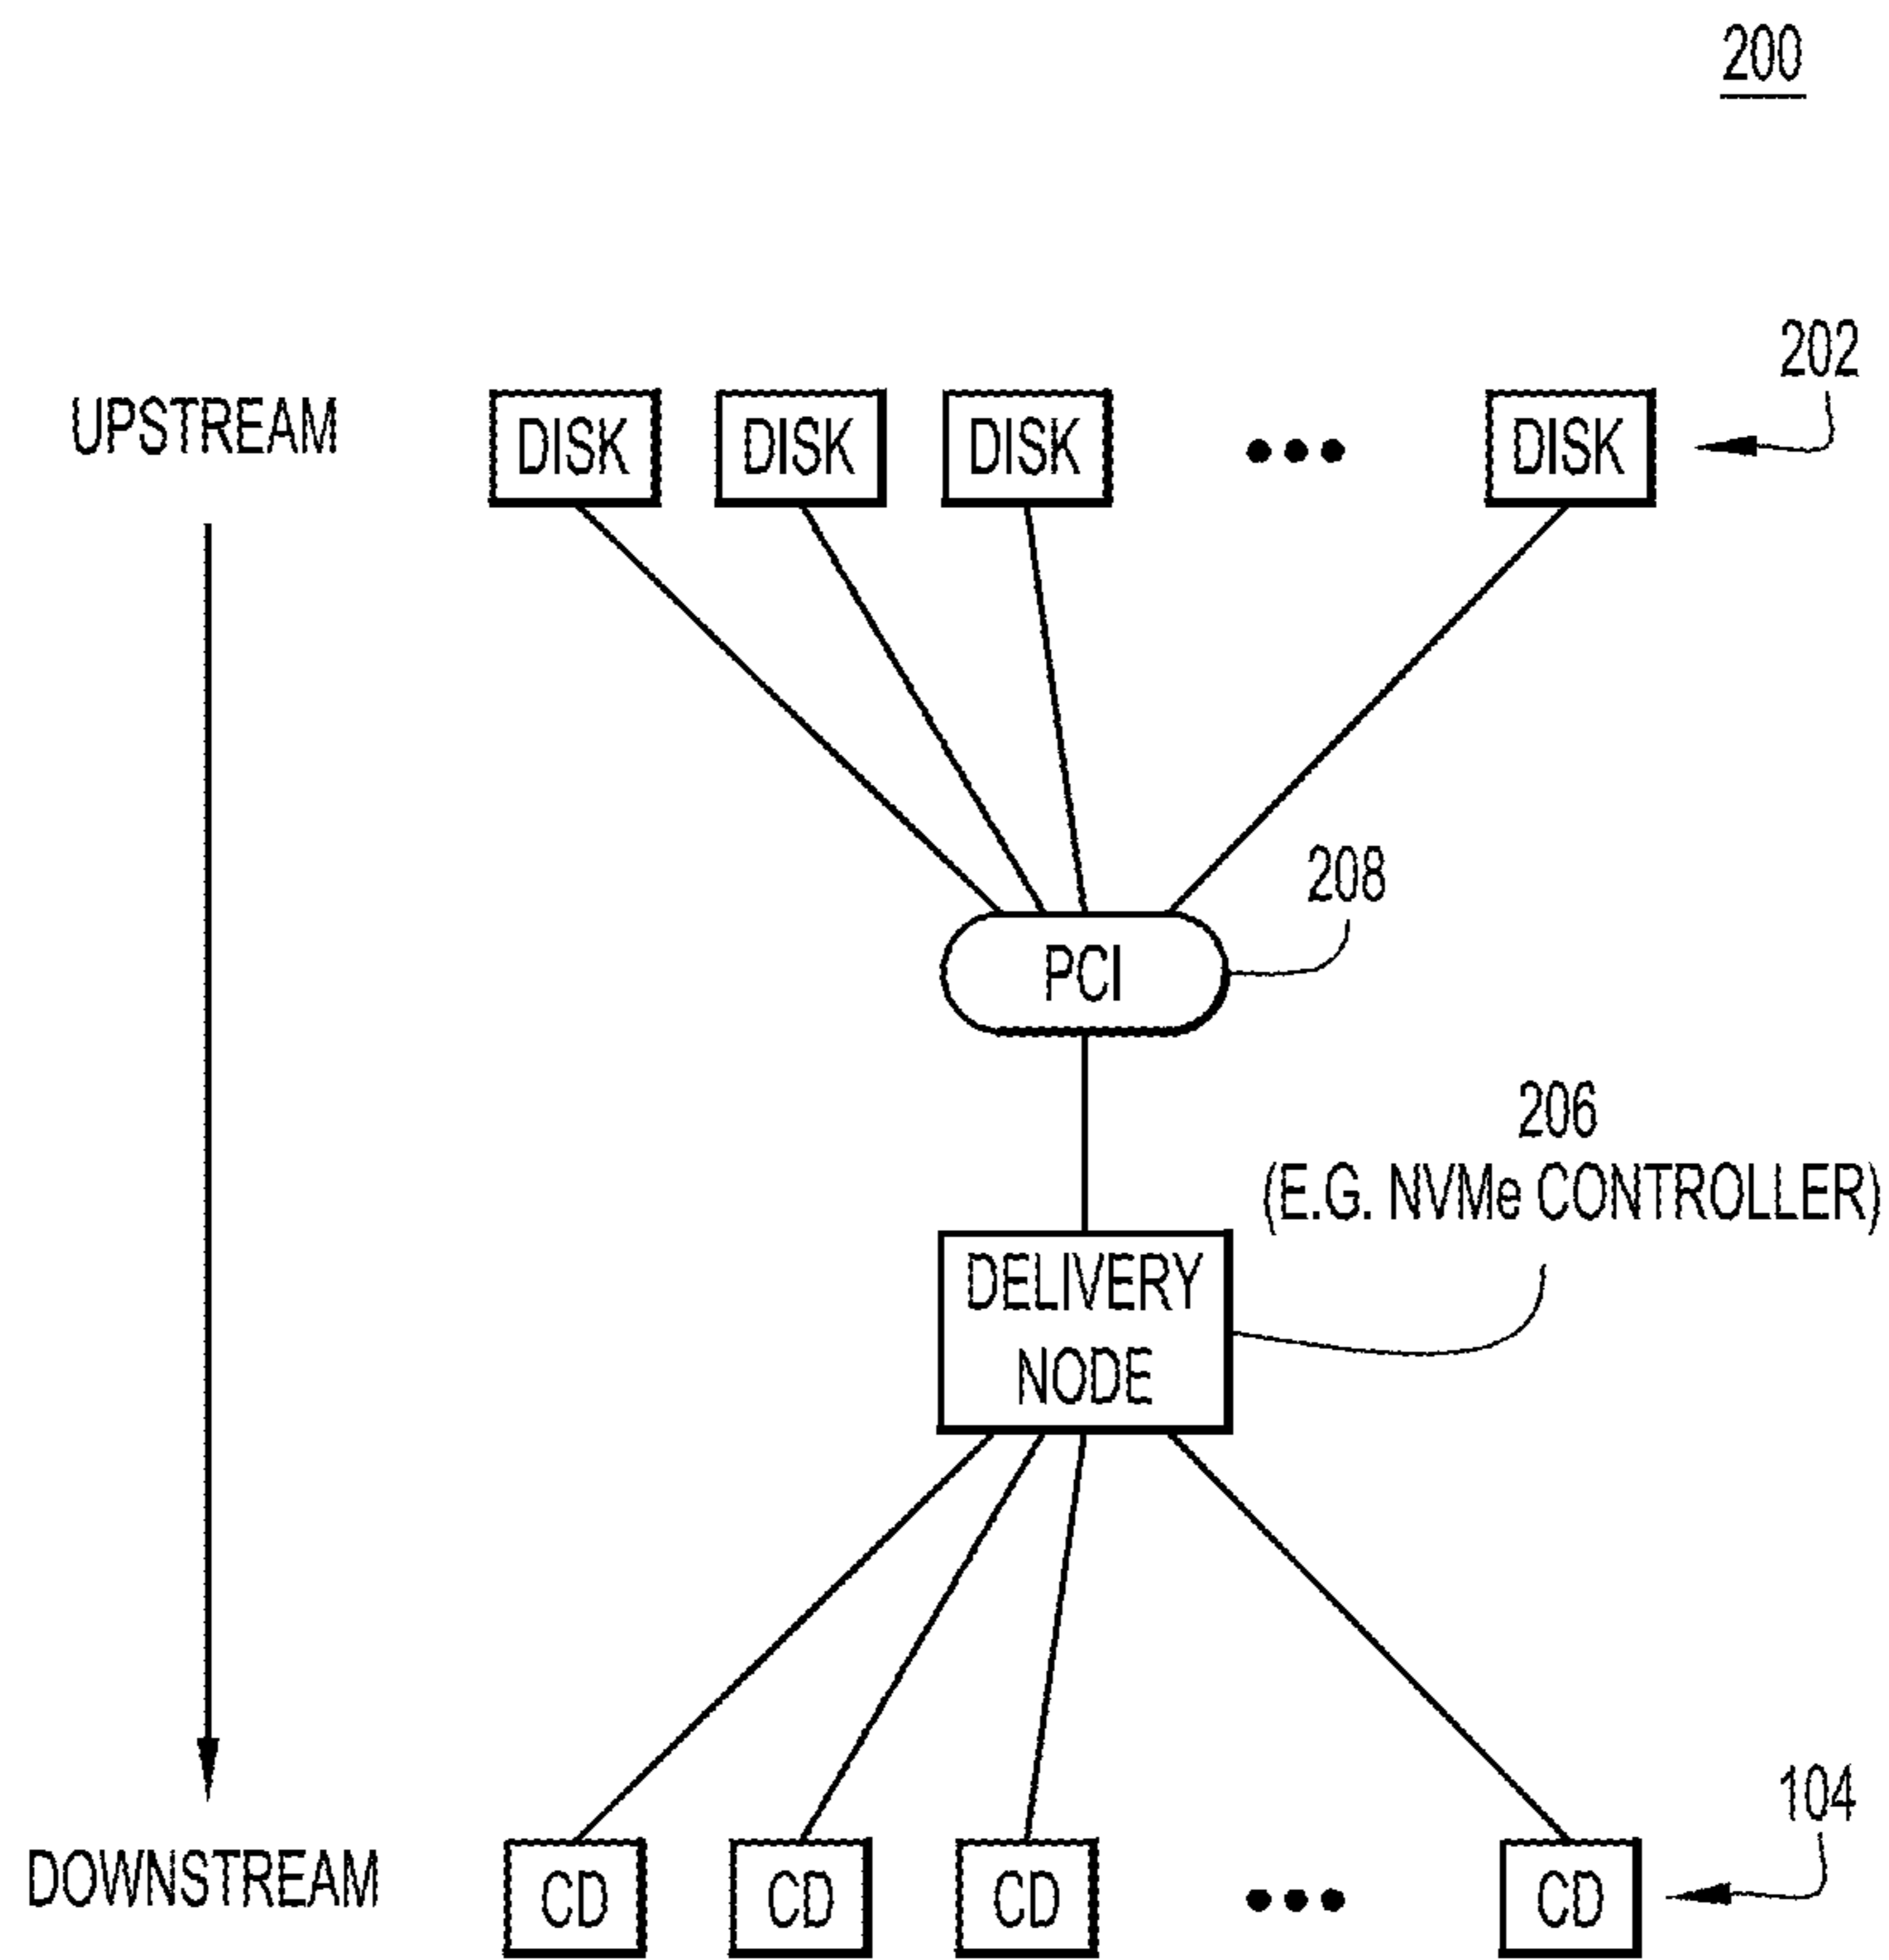 200
202
UPSTREAM DISK DISK DISK ●●● DISK
208
PCI
206
(E.G. NVMe CONTROLLER)
DELIVERY
NODE
104
DOWNSTREAM CD CD CD ●●● CD